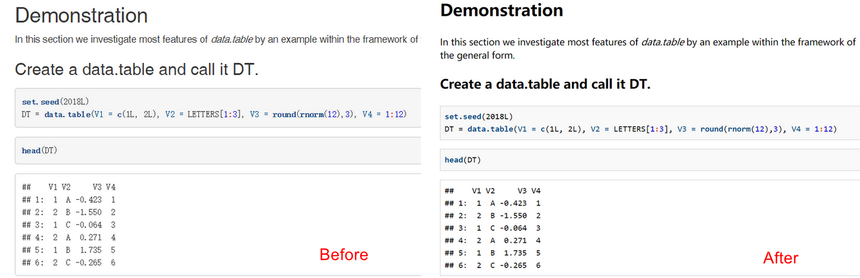 Demonstration
In this section we investigate most features of data.table by an example within the framework of
Create a data.table and call it DT.
set.seed(2018L)
DT = data.table(V1 = c(1L, 2L), V2 = LETTERS[1:3], V3 = round(rnorm(12),3), V4 = 1:12)
head(DT)
##    V1 V2     V3 V4
## 1:  1  A -0.423  1
## 2:  2  B -1.550  2
## 3:  1  C -0.064  3
## 4:  2  A  0.271  4
## 5:  1  B  1.735  5
## 6:  2  C -0.265  6
Before
Demonstration
In this section we investigate most features of data.table by an example within the framework of
the general form.
Create a data.table and call it DT.
set.seed(2018L)
DT = data.table(V1 = c(1L, 2L), V2 = LETTERS[1:3], V3 = round(rnorm(12),3), V4 = 1:12)
head(DT)
##    V1 V2     V3 V4
## 1:  1  A -0.423  1
## 2:  2  B -1.550  2
## 3:  1  C -0.064  3
## 4:  2  A  0.271  4
## 5:  1  B  1.735  5
## 6:  2  C -0.265  6
After